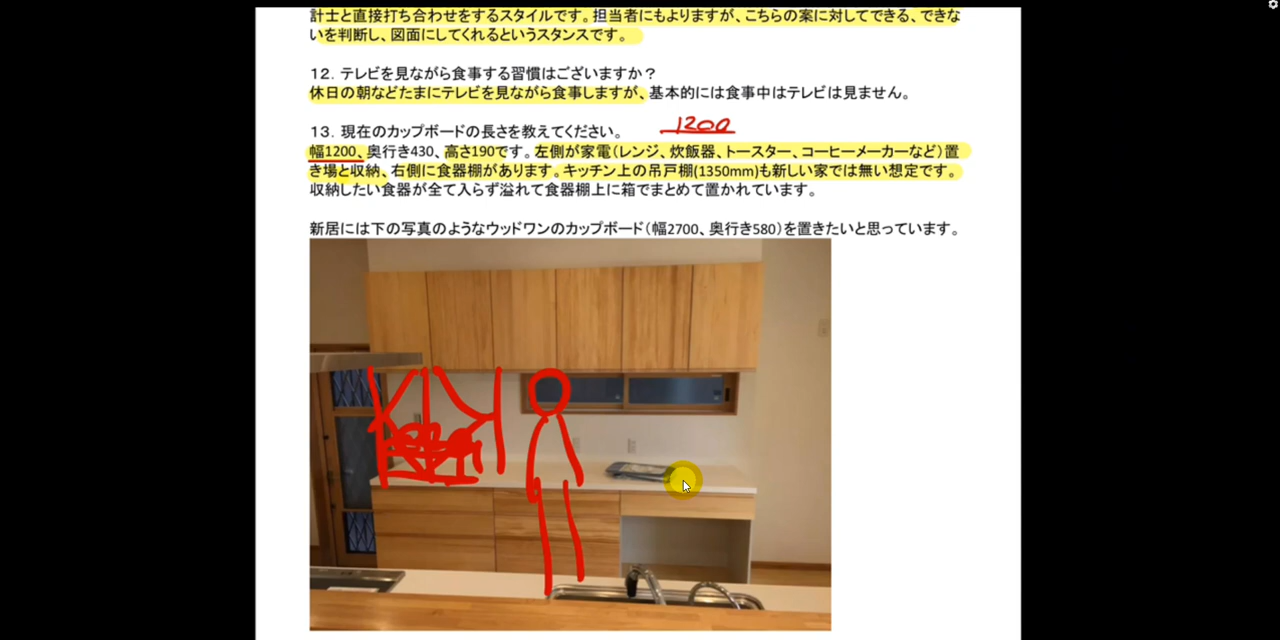 計士と直接打ち合わせをするスタイルです。担当者にもよりますが、こちらの案に対してできる、できな
いを判断し、図面にしてくれるというスタンスです。
１２．テレビを見ながら食事する習慣はございますか？
休日の朝などたまにテレビを見ながら食事しますが、基本的には食事中はテレビは見ません。
１３．現在のカップボードの長さを教えてください。
1200
幅1200、奥行き430、高さ190です。左側が家電（レンジ、炊飯器、トースター、コーヒーメーカーなど）置
き場と収納、右側に食器棚があります。キッチン上の吊戸棚(1350mm)も新しい家では無い想定です。
収納したい食器が全て入らず溢れて食器棚上に箱でまとめて置かれています。
新居には下の写真のようなウッドワンのカップボード（幅2700、奥行き580）を置きたいと思っています。